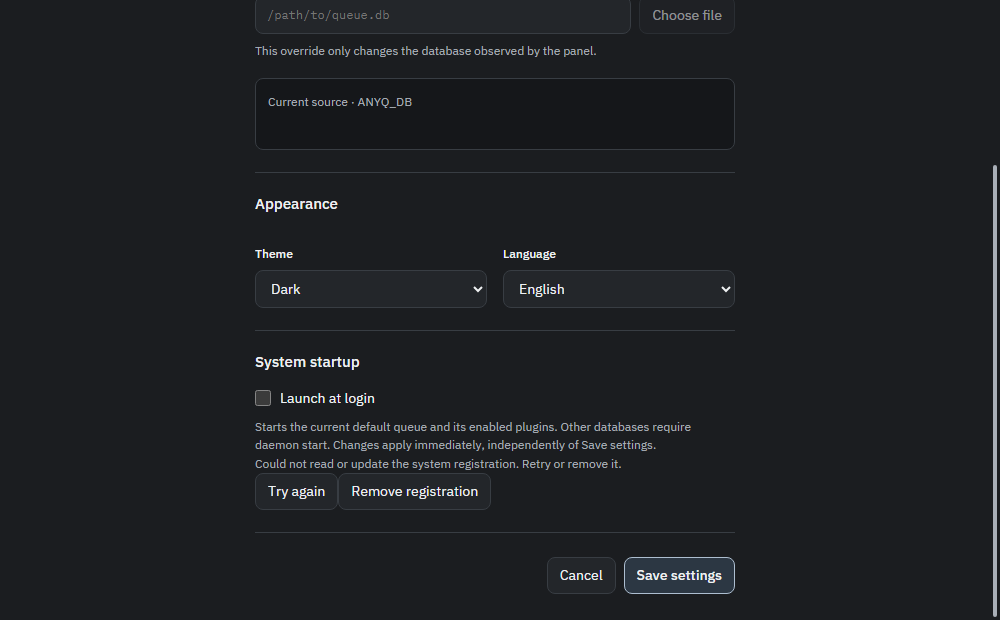 /path/to/queue.db
Choose file
This override only changes the database observed by the panel.
Current source · ANYQ_DB
Appearance
Theme
Language
Dark
English
System startup
Launch at login
Starts the current default queue and its enabled plugins. Other databases require
daemon start. Changes apply immediately, independently of Save settings.
Could not read or update the system registration. Retry or remove it.
Try again
Remove registration
Cancel
Save settings